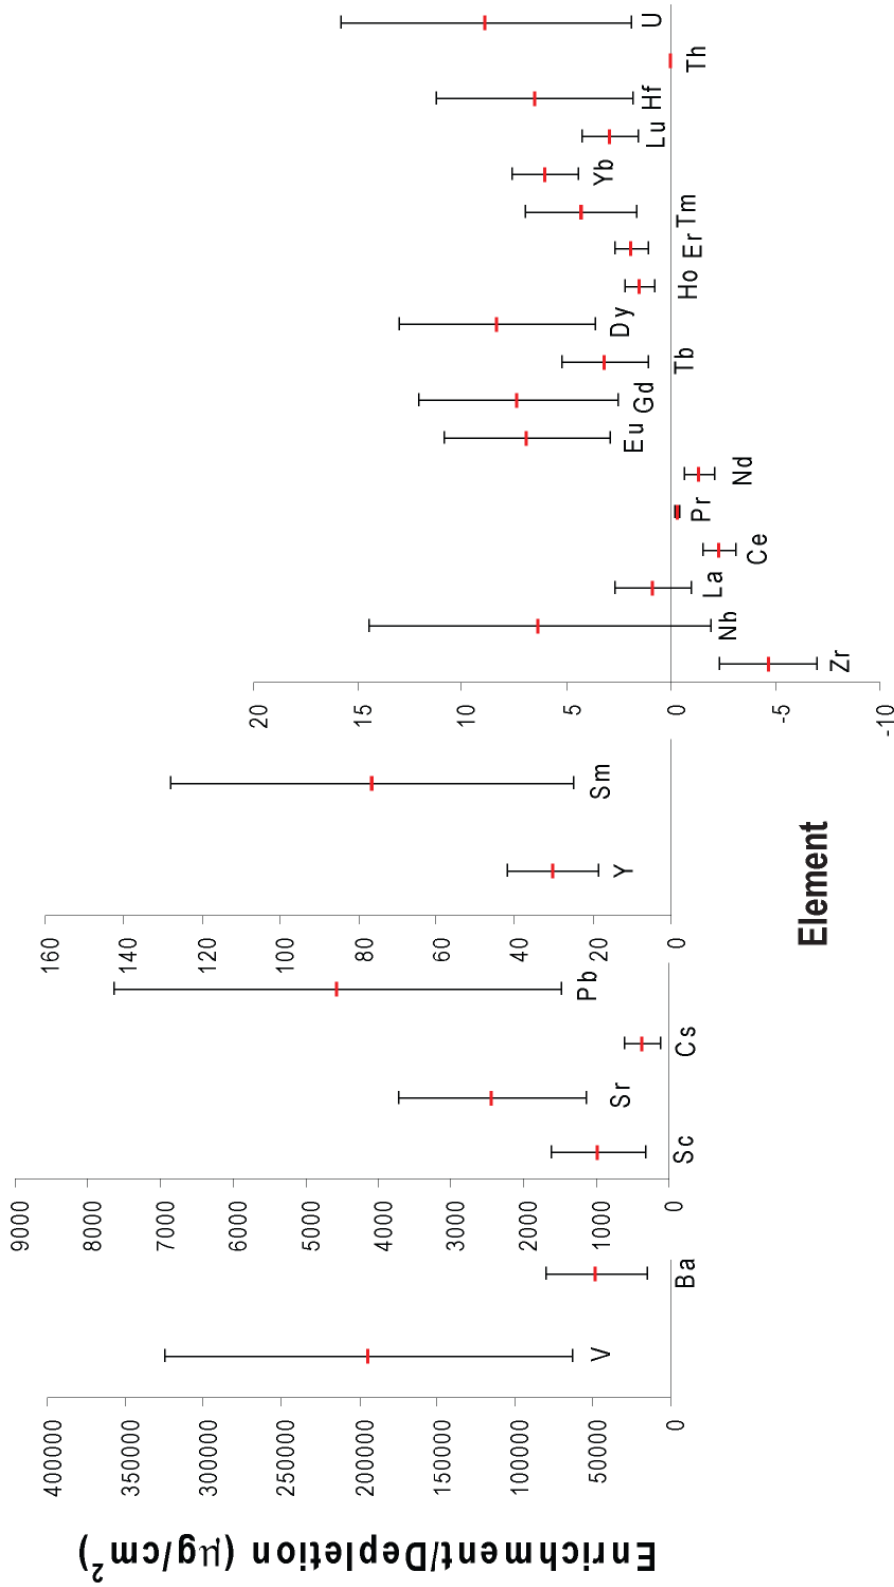 Enrichment/Depletion (μg/cm²)
400000
350000
300000
250000
200000
150000
100000
50000
0
V
Ba
9000
8000
7000
6000
5000
4000
3000
2000
1000
0
Sc
Sr
Cs
Pb
160
140
120
100
80
60
40
20
0
Y
Sm
20
15
10
5
0
-5
-10
Zr
Nb
La
Ce
Pr
Nd
Eu
Gd
Tb
Dy
Ho
Er
Tm
Yb
Lu
Hf
Th
U
Element